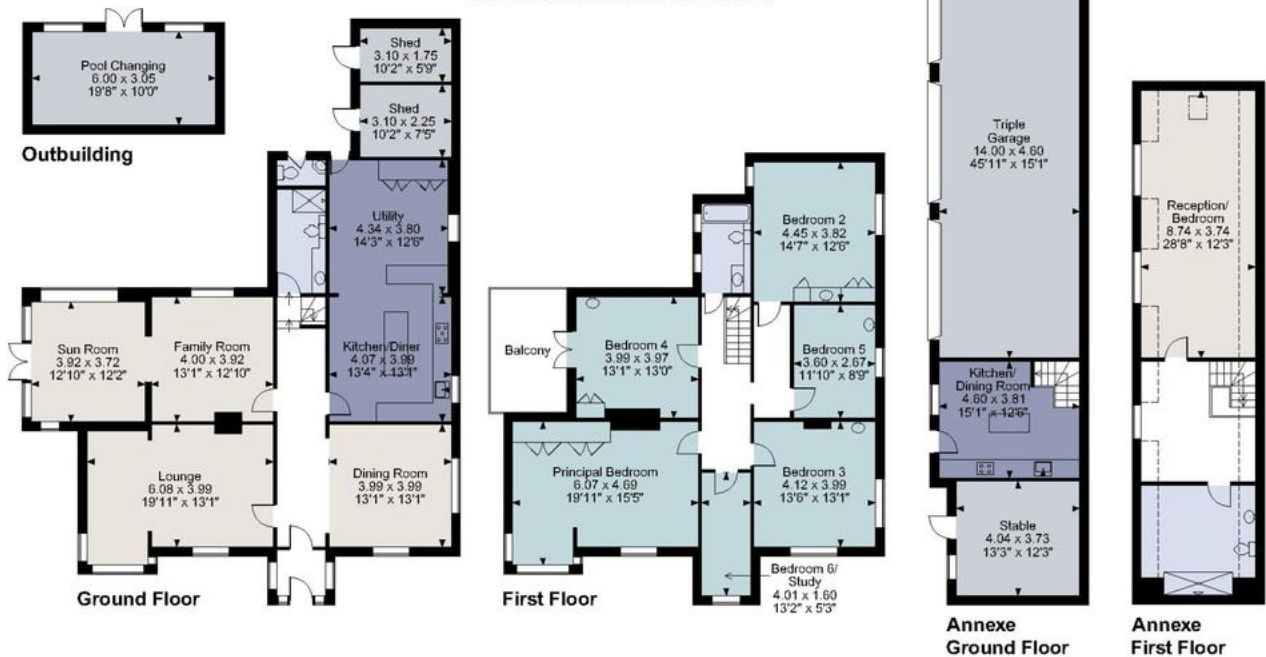 Pool Changing
6.00 x 3.05
19'8" x 10'0"
Outbuilding
Shed
3.10 x 1.75
10'2" x 5'9"
Shed
3.10 x 2.25
10'2" x 7'5"
Utility
4.34 x 3.80
14'3" x 12'6"
Sun Room
3.92 x 3.72
12'10" x 12'2"
Family Room
4.00 x 3.92
13'1" x 12'10"
Kitchen/Diner
4.07 x 3.99
13'4" x 13'1"
Lounge
6.08 x 3.99
19'11" x 13'1"
Dining Room
3.99 x 3.99
13'1" x 13'1"
Ground Floor
Bedroom 2
4.45 x 3.82
14'7" x 12'6"
Balcony
Bedroom 4
3.99 x 3.97
13'1" x 13'0"
Bedroom 5
3.60 x 2.67
11'10" x 8'9"
Principal Bedroom
6.07 x 4.69
19'11" x 15'5"
Bedroom 3
4.12 x 3.99
13'6" x 13'1"
Bedroom 6/
Study
4.01 x 1.60
13'2" x 5'3"
First Floor
Triple
Garage
14.00 x 4.60
45'11" x 15'1"
Kitchen/
Dining Room
4.60 x 3.81
15'1" x 12'6"
Stable
4.04 x 3.73
13'3" x 12'3"
Annexe
Ground Floor
Reception/
Bedroom
8.74 x 3.74
28'8" x 12'3"
Annexe
First Floor